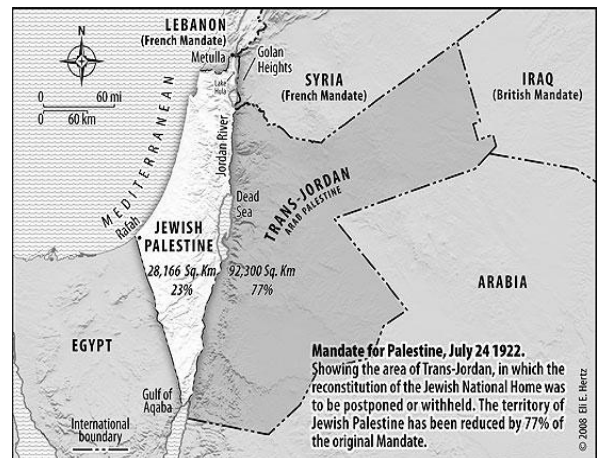 N
LEBANON
(French Mandate)
Metulla
Golan
Heights
Lake
Hula
SYRIA
(French Mandate)
IRAQ
(British Mandate)
0 60 mi
0 60 km
MEDITERRANEAN
Jordan River
TRANS-JORDAN
ARAB PALESTINE
Dead
Sea
Rafah
JEWISH
PALESTINE
28,166 Sq. Km
23%
92,300 Sq. Km
77%
ARABIA
EGYPT
Gulf of
Aqaba
International
boundary
Mandate for Palestine, July 24 1922.
Showing the area of Trans-Jordan, in which the
reconstitution of the Jewish National Home was
to be postponed or withheld. The territory of
Jewish Palestine has been reduced by 77% of
the original Mandate.
© 2008 Eli E. Hertz